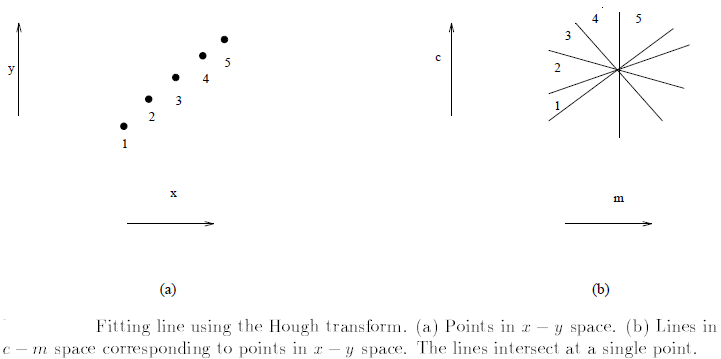 y
1
2
3
4
5
x
(a)
c
1
2
3
4
5
m
(b)
Fitting line using the Hough transform. (a) Points in x − y space. (b) Lines in
c − m space corresponding to points in x − y space. The lines intersect at a single point.